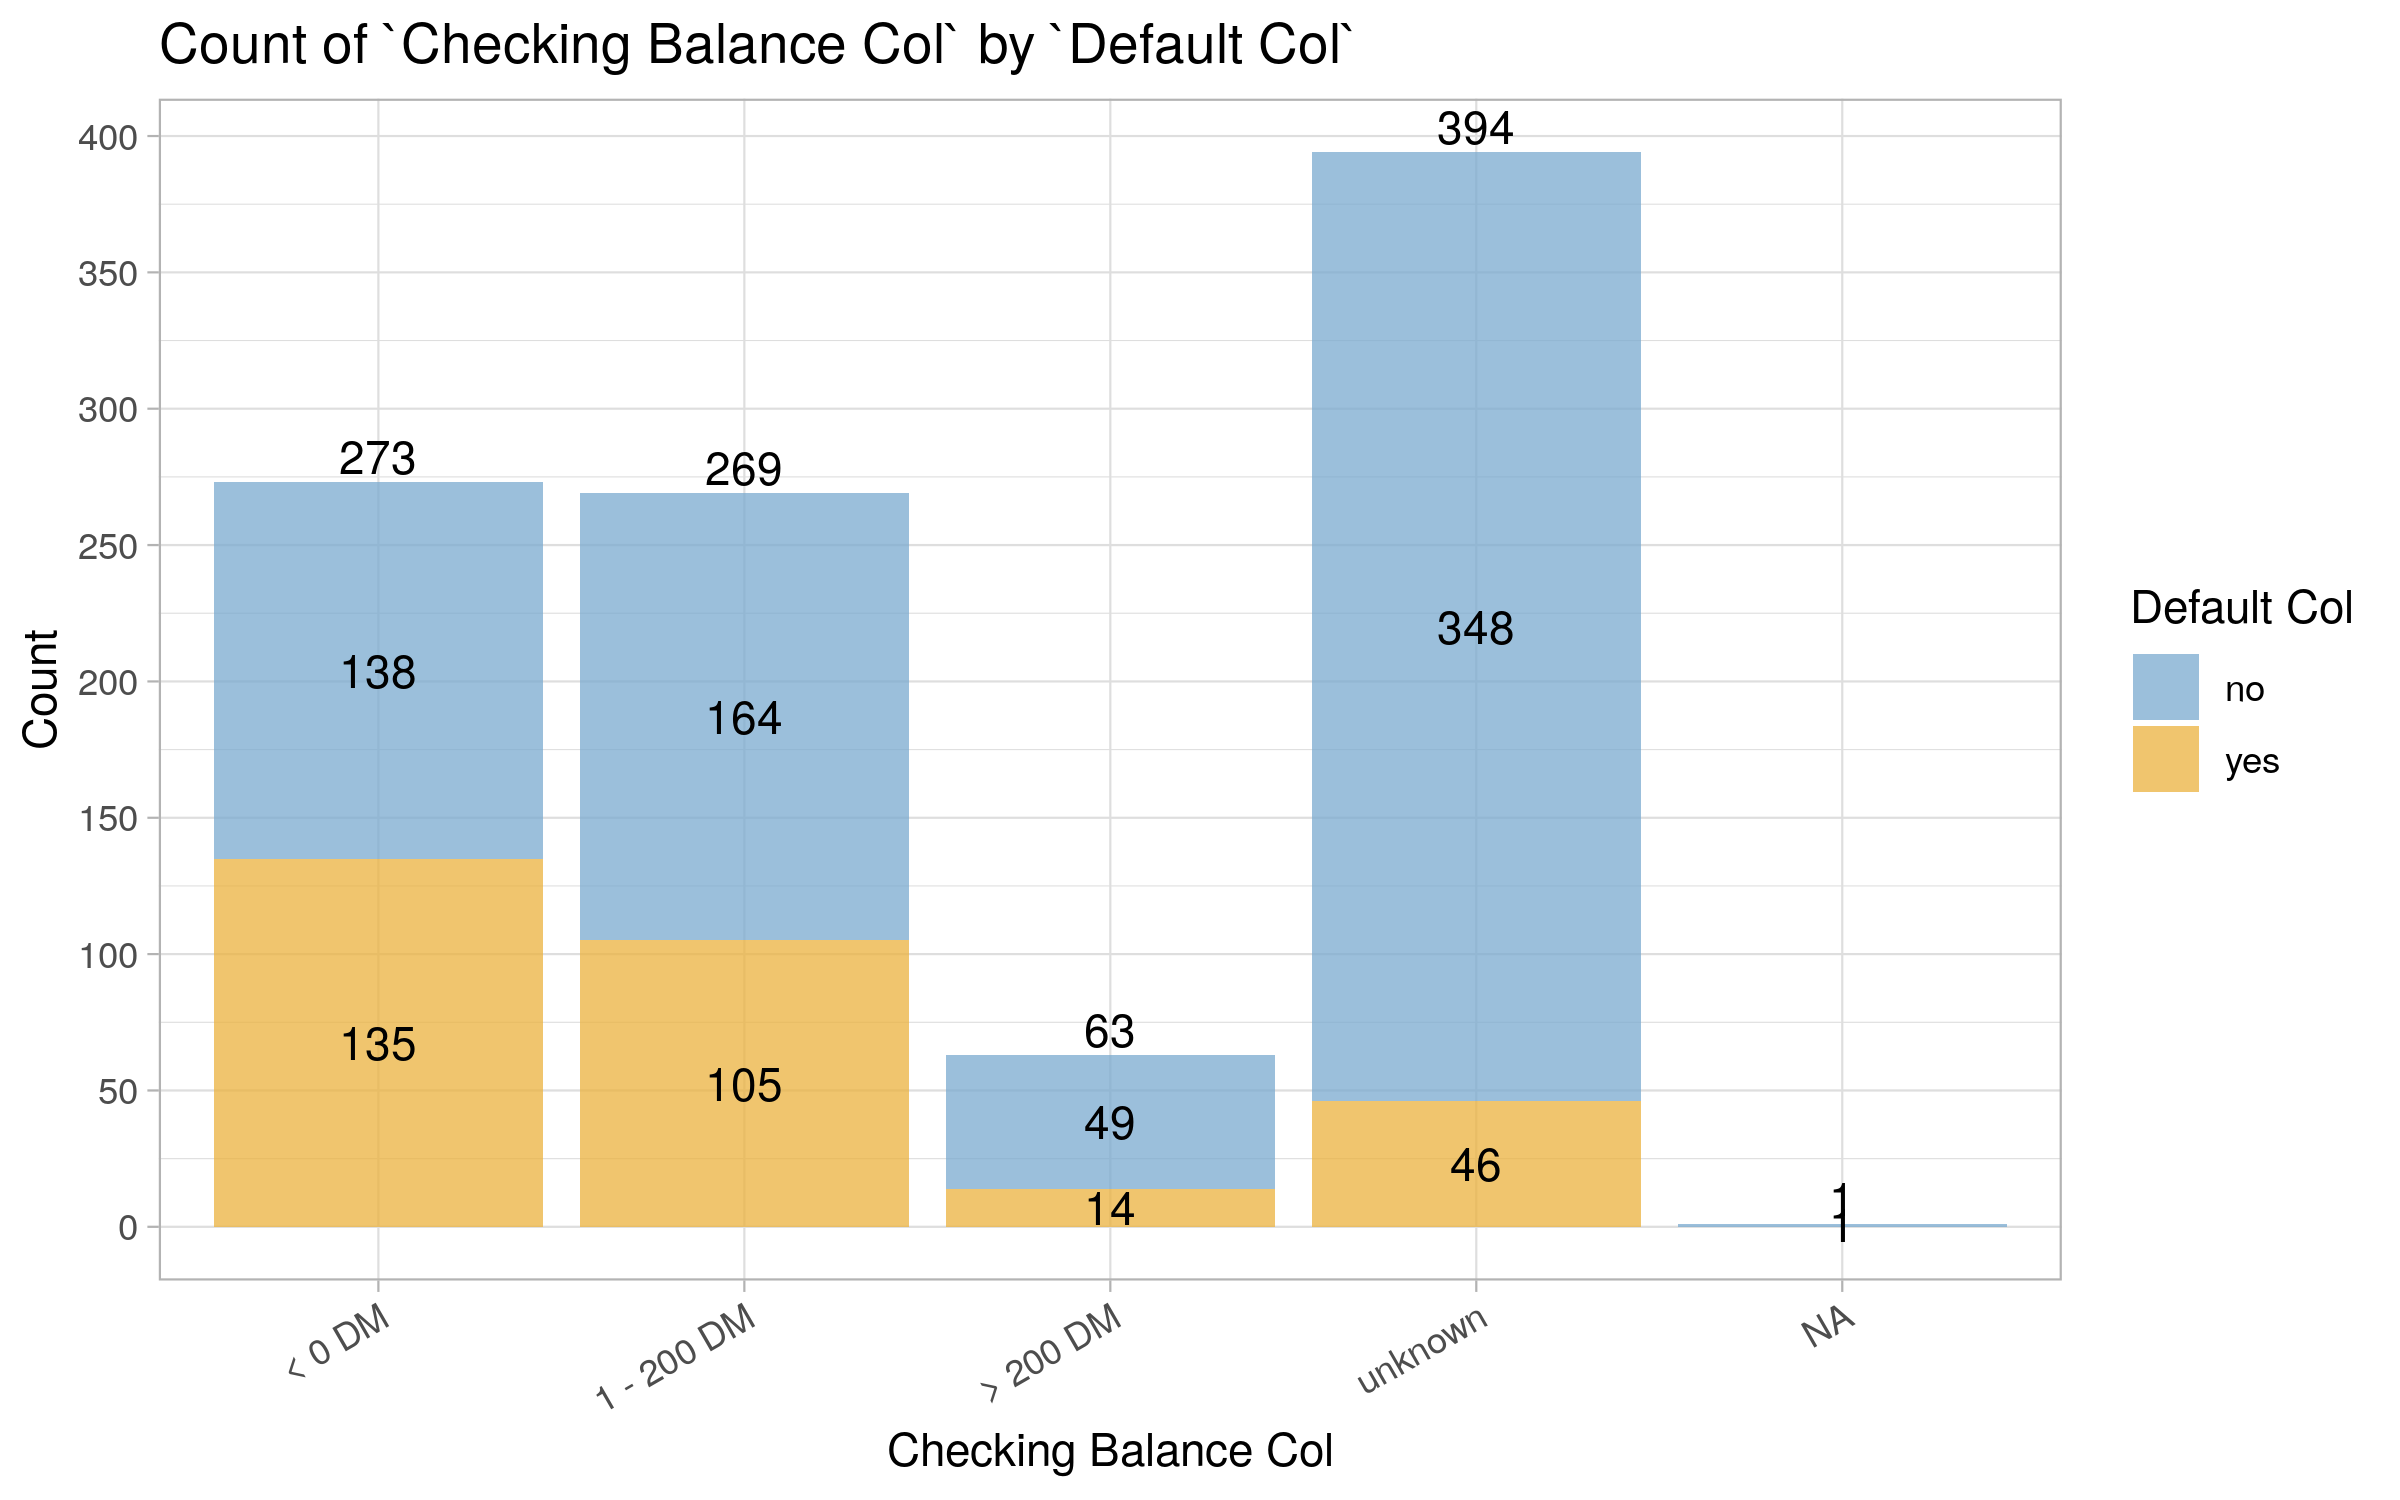 Count of `Checking Balance Col` by `Default Col`
Count
400
350
300
250
200
150
100
50
0
273
138
135
269
164
105
63
49
14
394
348
46
1
1
< 0 DM
1 - 200 DM
> 200 DM
unknown
NA
Checking Balance Col
Default Col
no
yes